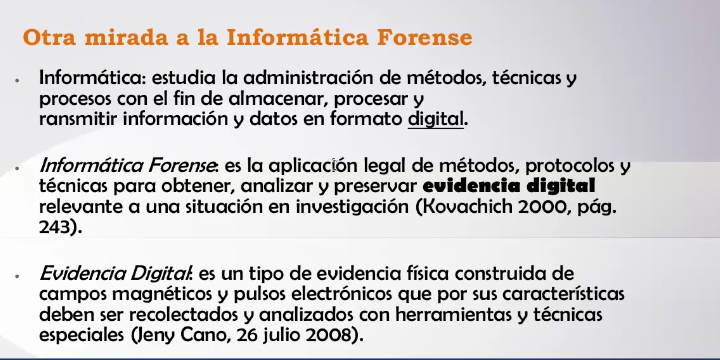 Otra mirada a la Informática Forense
Informática: estudia la administración de métodos, técnicas y
procesos con el fin de almacenar, procesar y
ransmitir información y datos en formato digital.
Informática Forense: es la aplicación legal de métodos, protocolos y
técnicas para obtener, analizar y preservar evidencia digital
relevante a una situación en investigación (Kovachich 2000, pág.
243).
Evidencia Digital: es un tipo de evidencia física construida de
campos magnéticos y pulsos electrónicos que por sus características
deben ser recolectados y analizados con herramientas y técnicas
especiales (Jeny Cano, 26 julio 2008).